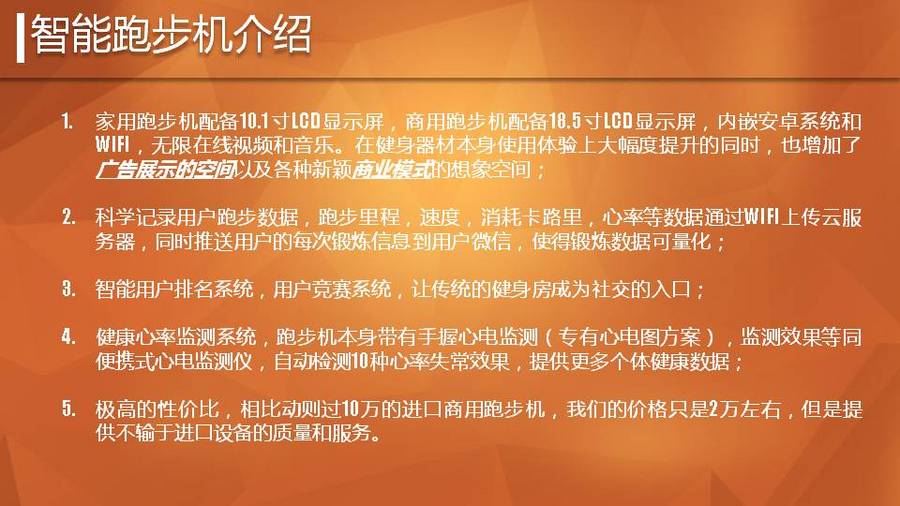 智能跑步机介绍
1. 家用跑步机配备10.1寸LCD显示屏，商用跑步机配备18.5寸LCD显示屏，内嵌安卓系统和
WIFI，无限在线视频和音乐。在健身器材本身使用体验上大幅度提升的同时，也增加了
广告展示的空间以及各种新颖商业模式的想象空间；
2. 科学记录用户跑步数据，跑步里程，速度，消耗卡路里，心率等数据通过WIFI上传云服
务器，同时推送用户的每次锻炼信息到用户微信，使得锻炼数据可量化；
3. 智能用户排名系统，用户竞赛系统，让传统的健身房成为社交的入口；
4. 健康心率监测系统，跑步机本身带有手握心电监测（专有心电图方案），监测效果等同
便携式心电监测仪，自动检测10种心率失常效果，提供更多个体健康数据；
5. 极高的性价比，相比动则过10万的进口商用跑步机，我们的价格只是2万左右，但是提
供不输于进口设备的质量和服务。